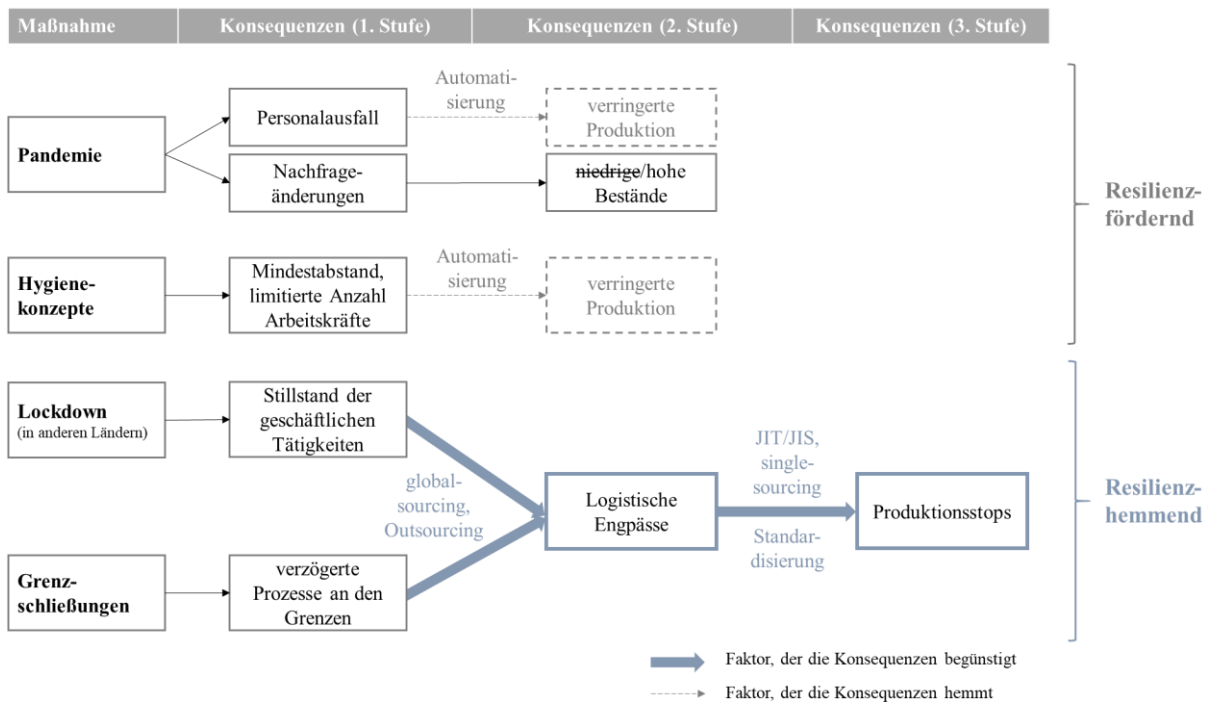 Maßnahme
Konsequenzen (1. Stufe)
Konsequenzen (2. Stufe)
Konsequenzen (3. Stufe)
Pandemie
Personalausfall
Automati-
sierung
verringerte
Produktion
Nachfrage-
änderungen
niedrige/hohe
Bestände
Resilienz-
fördernd
Hygiene-
konzepte
Mindestabstand,
limitierte Anzahl
Arbeitskräfte
Automati-
sierung
verringerte
Produktion
Lockdown
(in anderen Ländern)
Stillstand der
geschäftlichen
Tätigkeiten
global-
sourcing,
Outsourcing
Logistische
Engpässe
JIT/JIS,
single-
sourcing
Standar-
disierung
Produktionsstops
Resilienz-
hemmend
Grenz-
schließungen
verzögerte
Prozesse an den
Grenzen
Faktor, der die Konsequenzen begünstigt
Faktor, der die Konsequenzen hemmt